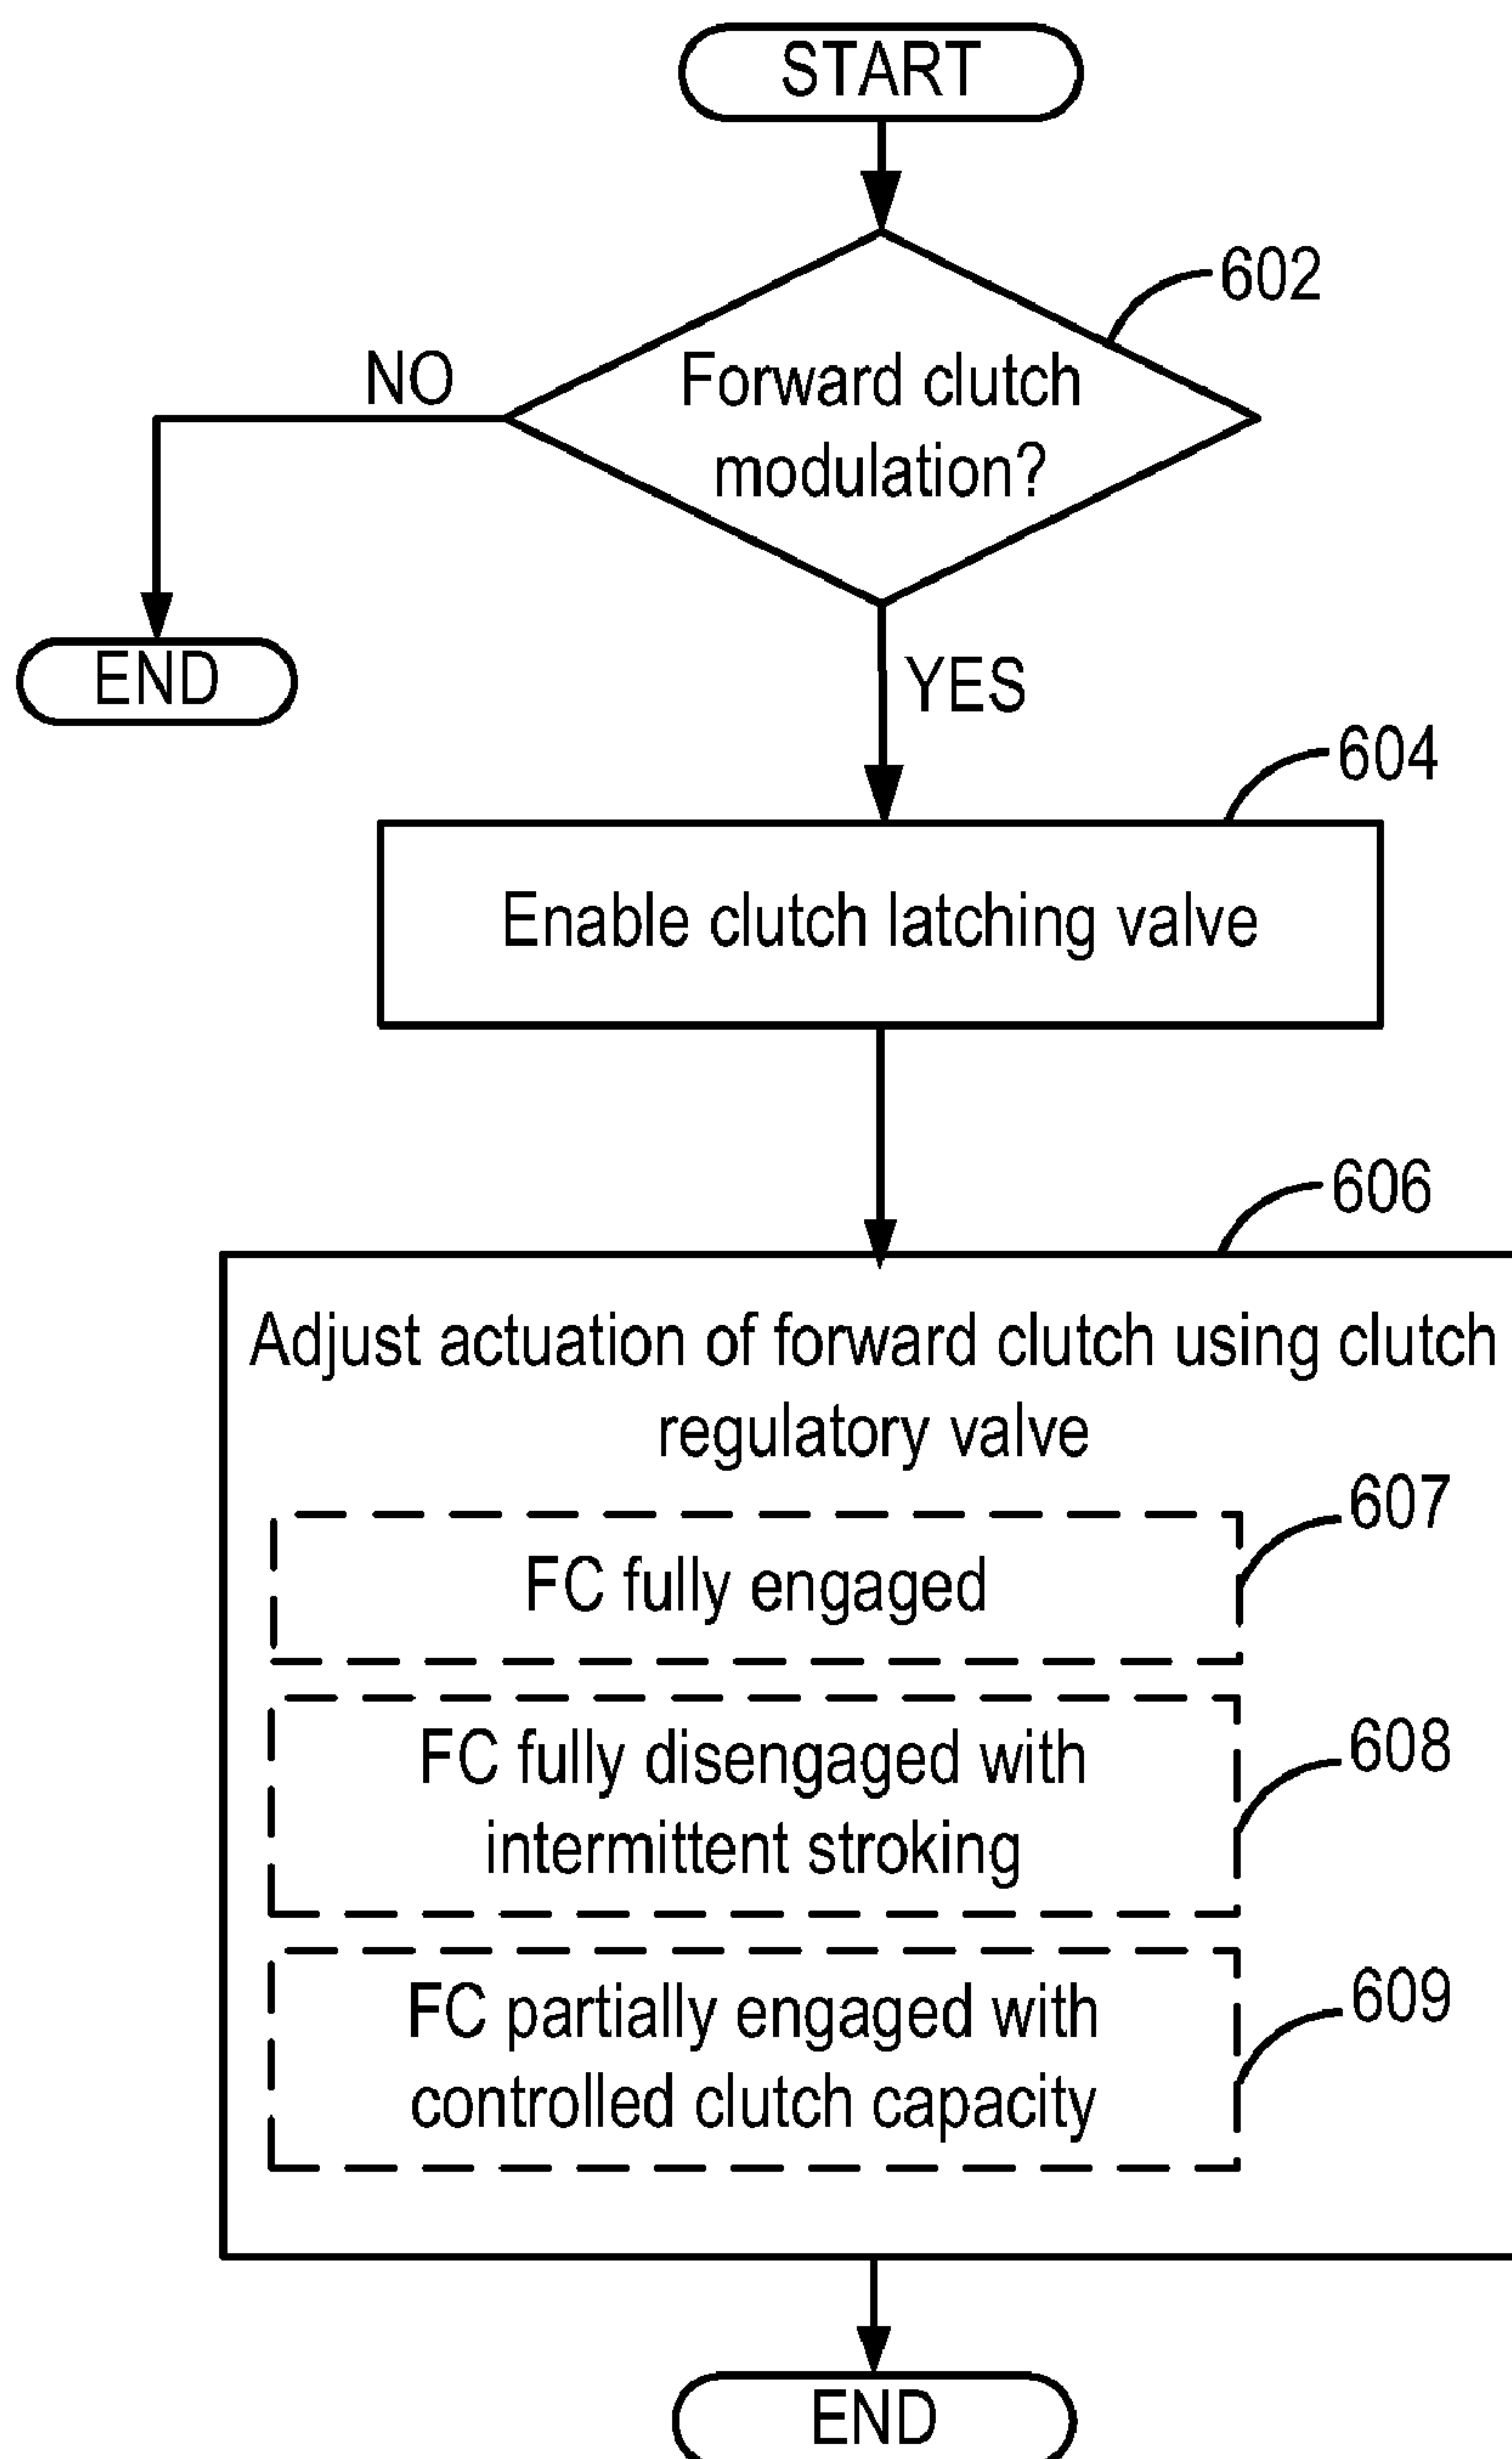 START
602
Forward clutch
modulation?
NO
END
YES
604
Enable clutch latching valve
606
Adjust actuation of forward clutch using clutch
regulatory valve
607
FC fully engaged
608
FC fully disengaged with
intermittent stroking
609
FC partially engaged with
controlled clutch capacity
END